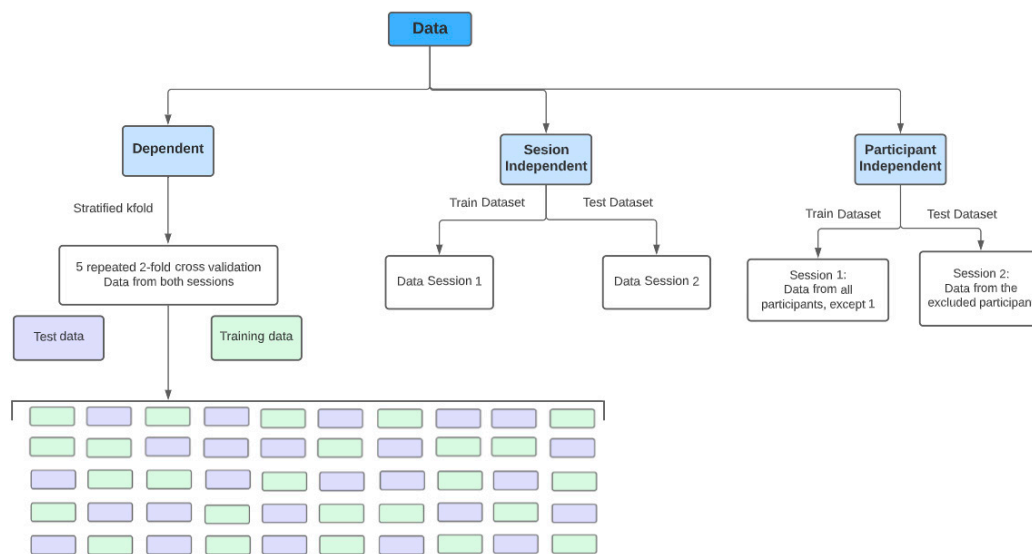 Data
Dependent
Sesion
Independent
Participant
Independent
Stratified kfold
Train Dataset
Test Dataset
Train Dataset
Test Dataset
5 repeated 2-fold cross validation
Data from both sessions
Data Session 1
Data Session 2
Session 1:
Data from all
participants, except 1
Session 2:
Data from the
excluded participan
Test data
Training data